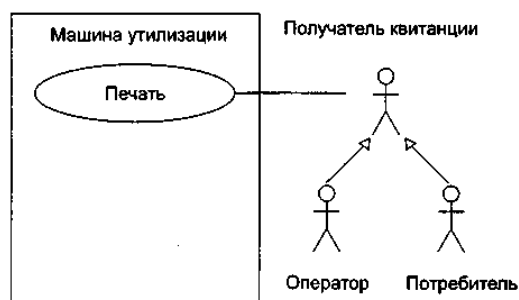 Машина утилизации
Получатель квитанции
Печать
Оператор
Потребитель